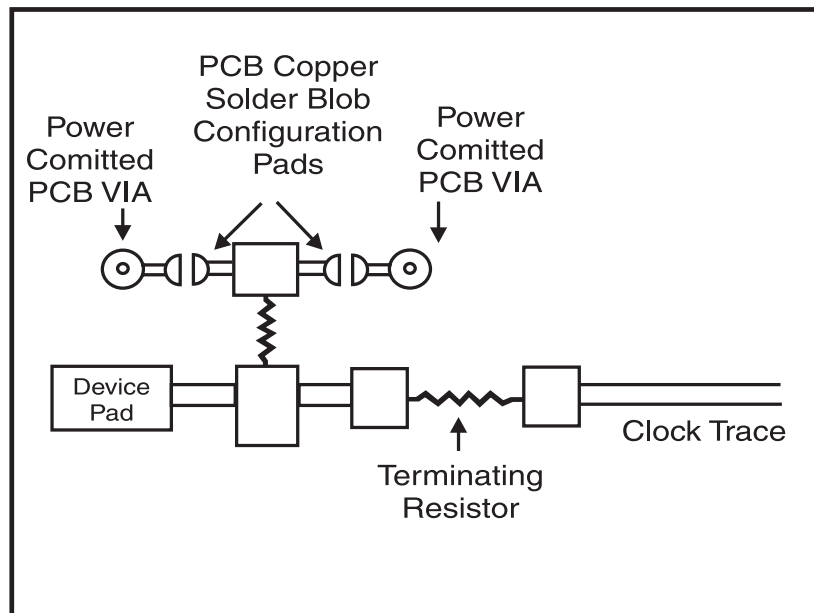 PCB Copper
Solder Blob
Configuration
Pads
Power
Comitted
PCB VIA
Power
Comitted
PCB VIA
Device
Pad
Clock Trace
Terminating
Resistor